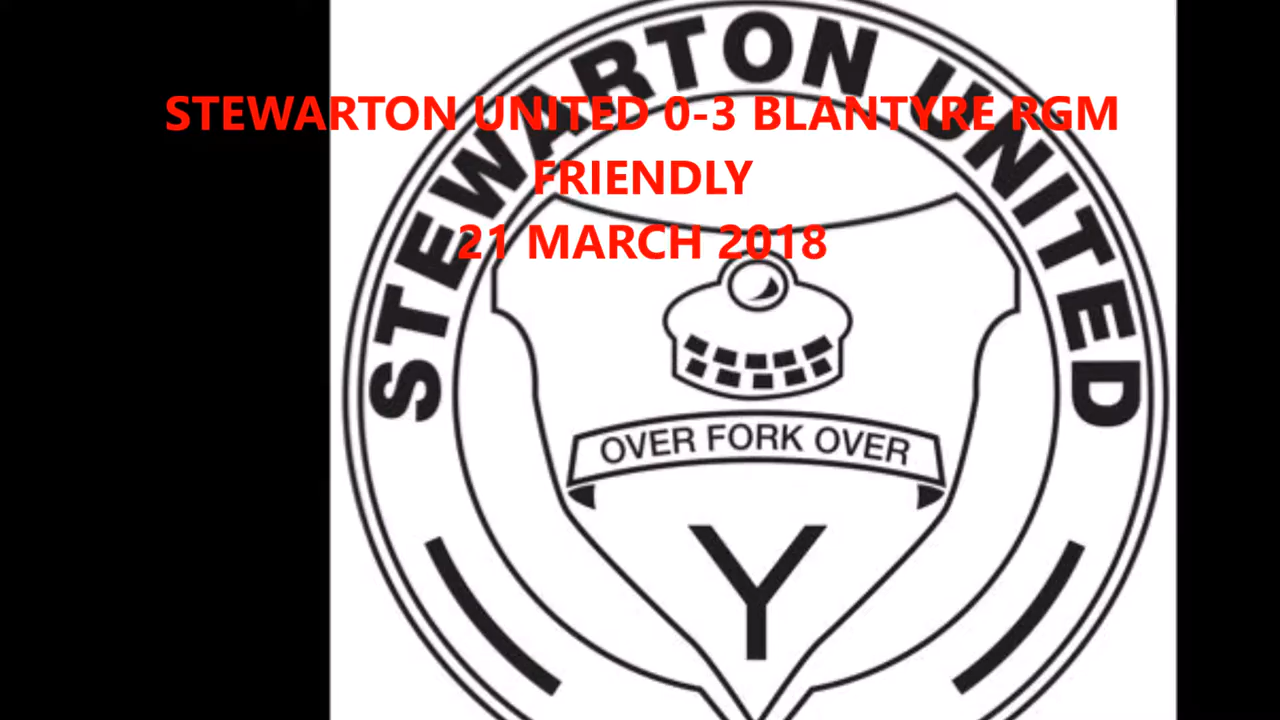 STEWARTON UNITED
STEWARTON UNITED 0-3 BLANTYRE RGM
FRIENDLY
21 MARCH 2018
OVER FORK OVER
Y